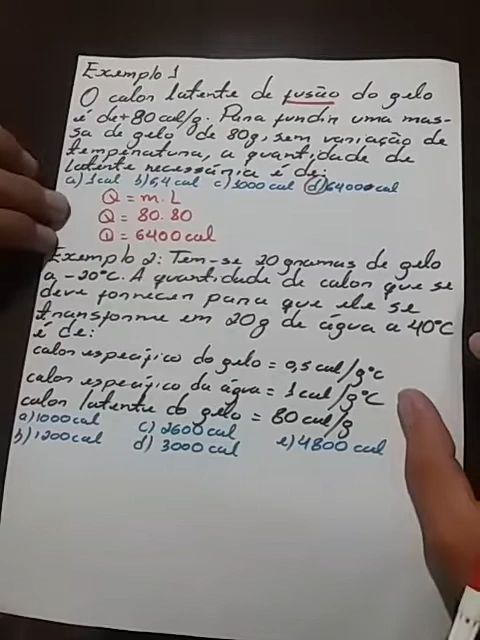 Exemplo 1
O calor latente de fusão do gelo
é de +80 cal/g. Para fundir uma mas-
sa de gelo de 80g, sem variação de
temperatura, a quantidade de
latente necessária é de:
a) 1 cal b) 6,4 cal c) 1000 cal d) 6400 cal
Q = m.L
Q = 80.80
Q = 6400 cal
Exemplo 2: Tem-se 20 gramas de gelo
a -20°C. A quantidade de calor que se
deve fornecer para que ele se
transforme em 20g de água a 40°C
é de:
calor específico do gelo = 0,5 cal/g°C
calor específico da água = 1 cal/g°C
calor latente do gelo = 80 cal/g
a) 1000 cal c) 2600 cal
b) 1200 cal d) 3000 cal e) 4800 cal